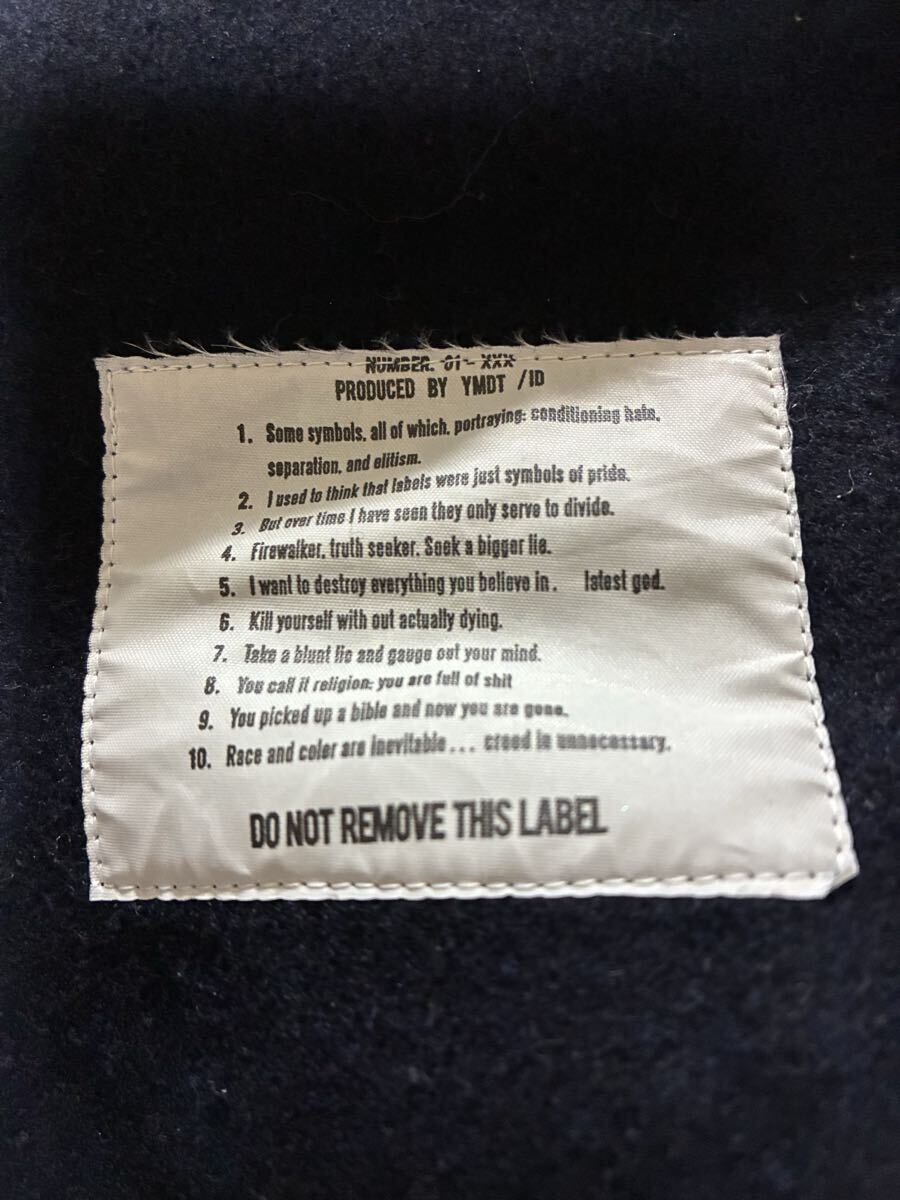 NUMBER. 01-XXX
PRODUCED BY YMDT /ID
1. Some symbols, all of which, portraying: conditioning hate,
separation, and elitism.
2. I used to think that labels were just symbols of pride.
3. But over time I have seen they only serve to divide.
4. Firewalker, truth seeker. Seek a bigger lie.
5. I want to destroy everything you believe in. latest god.
6. Kill yourself with out actually dying.
7. Take a blunt lie and gauge out your mind.
8. You call it religion: you are full of shit
9. You picked up a bible and now you are gone.
10. Race and color are inevitable... creed is unnecessary.
DO NOT REMOVE THIS LABEL